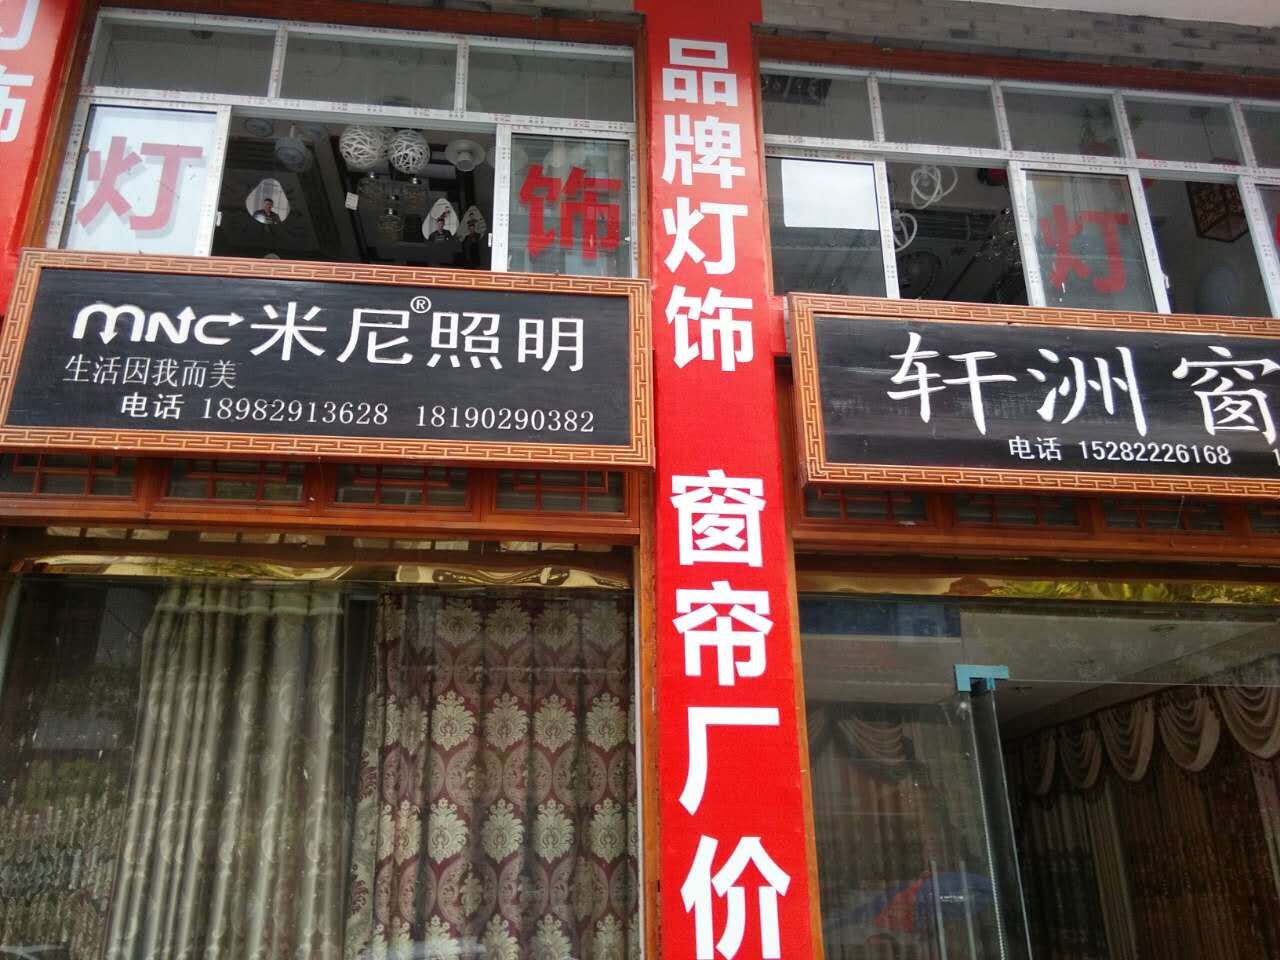 饰
灯
饰
灯
MNC米尼®照明
生活因我而美
电话 18982913628 18190290382
品牌灯饰 窗帘厂价
轩洲窗
电话 15282226168